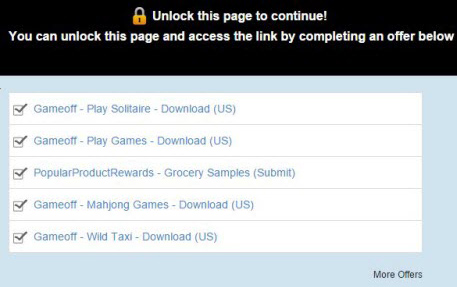 Unlock this page to continue!
You can unlock this page and access the link by completing an offer below
Gameoff - Play Solitaire - Download (US)
Gameoff - Play Games - Download (US)
PopularProductRewards - Grocery Samples (Submit)
Gameoff - Mahjong Games - Download (US)
Gameoff - Wild Taxi - Download (US)
More Offers